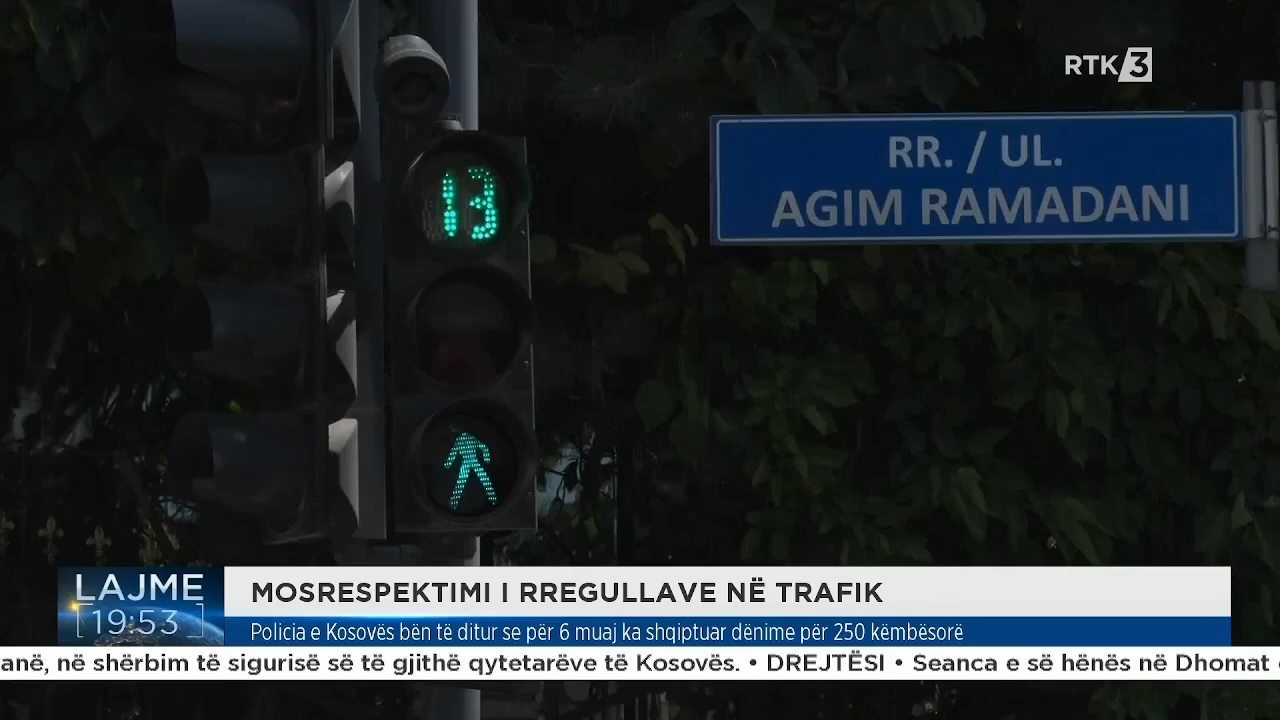 RTK 3
RR. / UL.
AGIM RAMADANI
13
LAJME
19:53
MOSRESPEKTIMI I RREGULLAVE NË TRAFIK
Policia e Kosovës bën të ditur se për 6 muaj ka shqiptuar dënime për 250 këmbësorë
anë, në shërbim të sigurisë së të gjithë qytetarëve të Kosovës. • DREJTËSI • Seanca e së hënës në Dhomat